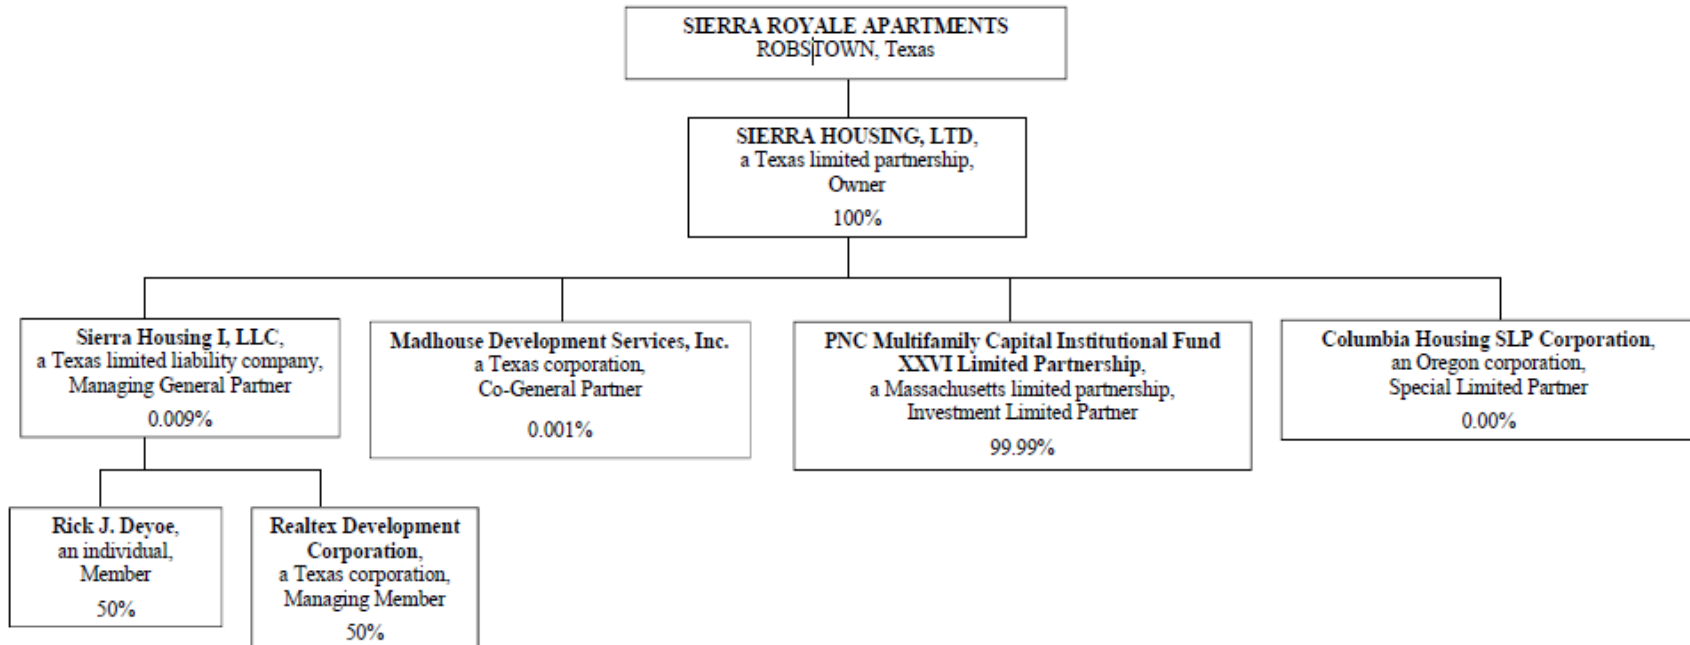 SIERRA ROYALE APARTMENTS
ROBSTOWN, Texas
SIERRA HOUSING, LTD,
a Texas limited partnership,
Owner
100%
Sierra Housing I, LLC,
a Texas limited liability company,
Managing General Partner
0.009%
Madhouse Development Services, Inc.
a Texas corporation,
Co-General Partner
0.001%
PNC Multifamily Capital Institutional Fund
XXVI Limited Partnership,
a Massachusetts limited partnership,
Investment Limited Partner
99.99%
Columbia Housing SLP Corporation,
an Oregon corporation,
Special Limited Partner
0.00%
Rick J. Deyoe,
an individual,
Member
50%
Realtex Development
Corporation,
a Texas corporation,
Managing Member
50%